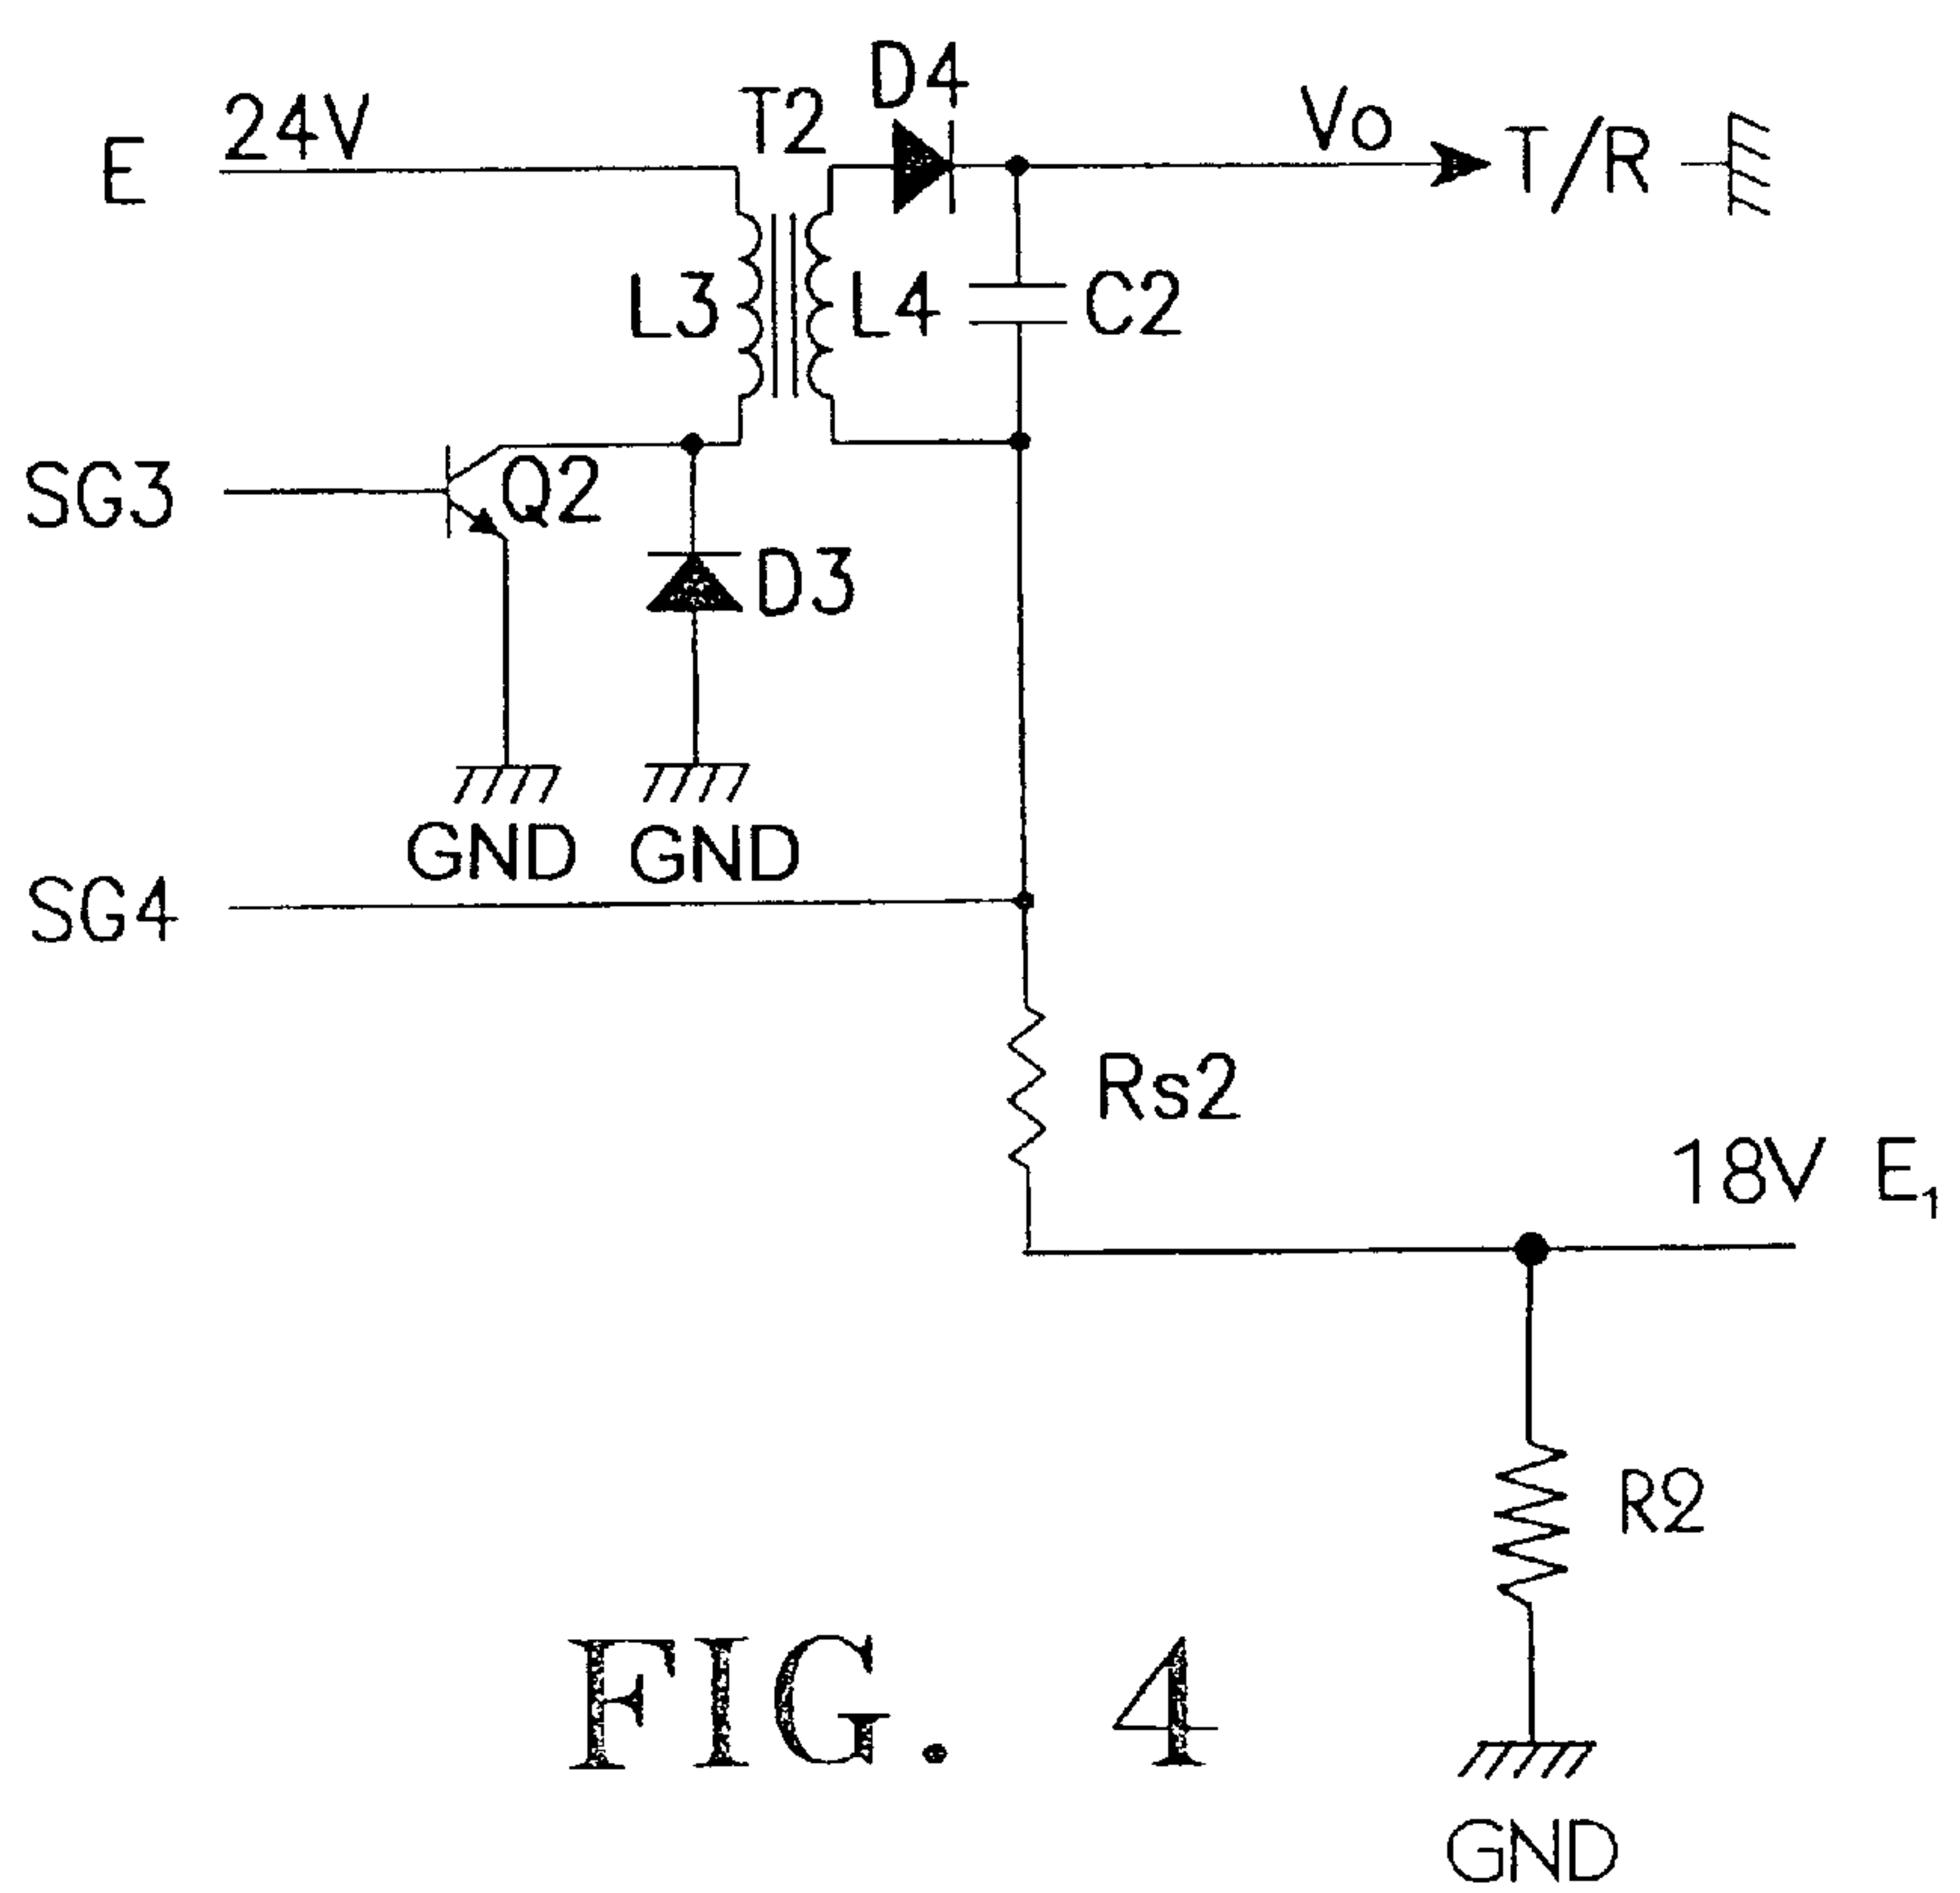 D4
T2
Vo
24V
E
T/R
L3
L4
C2
SG3
Q2
D3
GND
GND
SG4
Rs2
18V E₁
R2
FIG. 4
GND